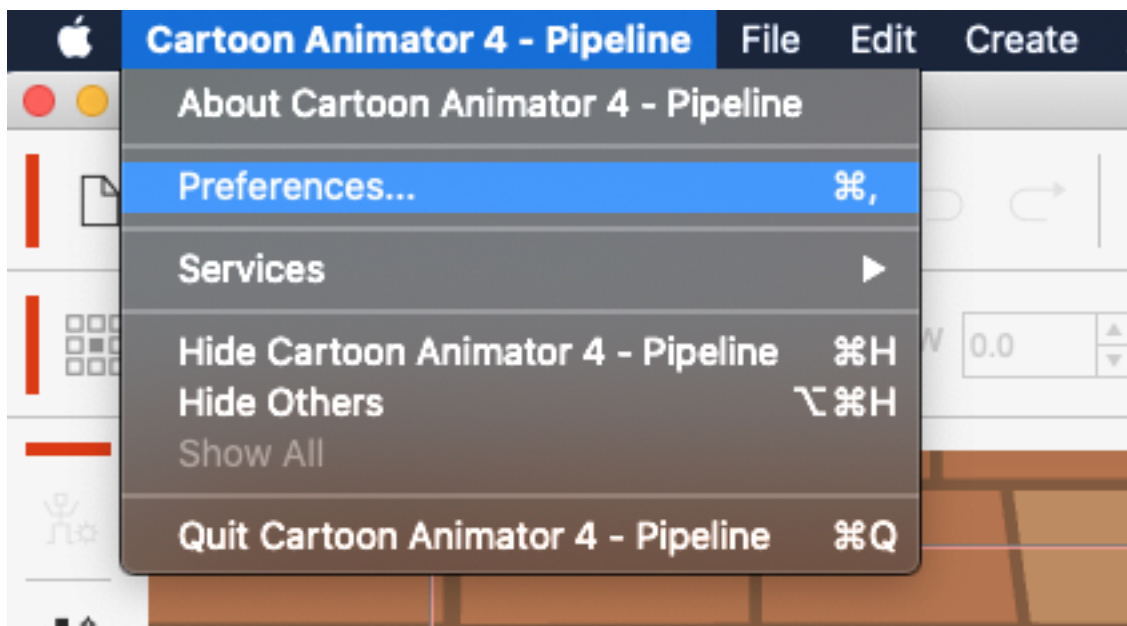 Cartoon Animator 4 - Pipeline File Edit Create
About Cartoon Animator 4 - Pipeline
Preferences... ⌘,
Services ▶
W 0.0
Hide Cartoon Animator 4 - Pipeline ⌘H
Hide Others ⌥⌘H
Show All
Quit Cartoon Animator 4 - Pipeline ⌘Q